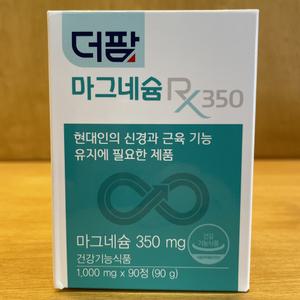 더팜
마그네슘 Rx350
현대인의 신경과 근육 기능
유지에 필요한 제품
마그네슘 350 mg
건강기능식품
1,000 mg x 90정 (90 g)
건강
기능식품